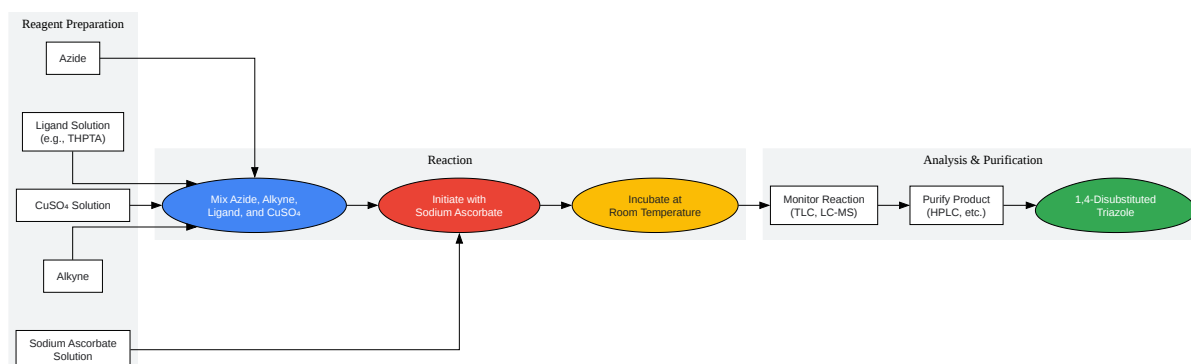 Reagent Preparation
Azide
Ligand Solution
(e.g., THPTA)
CuSO₄ Solution
Alkyne
Sodium Ascorbate
Solution
Reaction
Mix Azide, Alkyne,
Ligand, and CuSO₄
Initiate with
Sodium Ascorbate
Incubate at
Room Temperature
Analysis & Purification
Monitor Reaction
(TLC, LC-MS)
Purify Product
(HPLC, etc.)
1,4-Disubstituted
Triazole